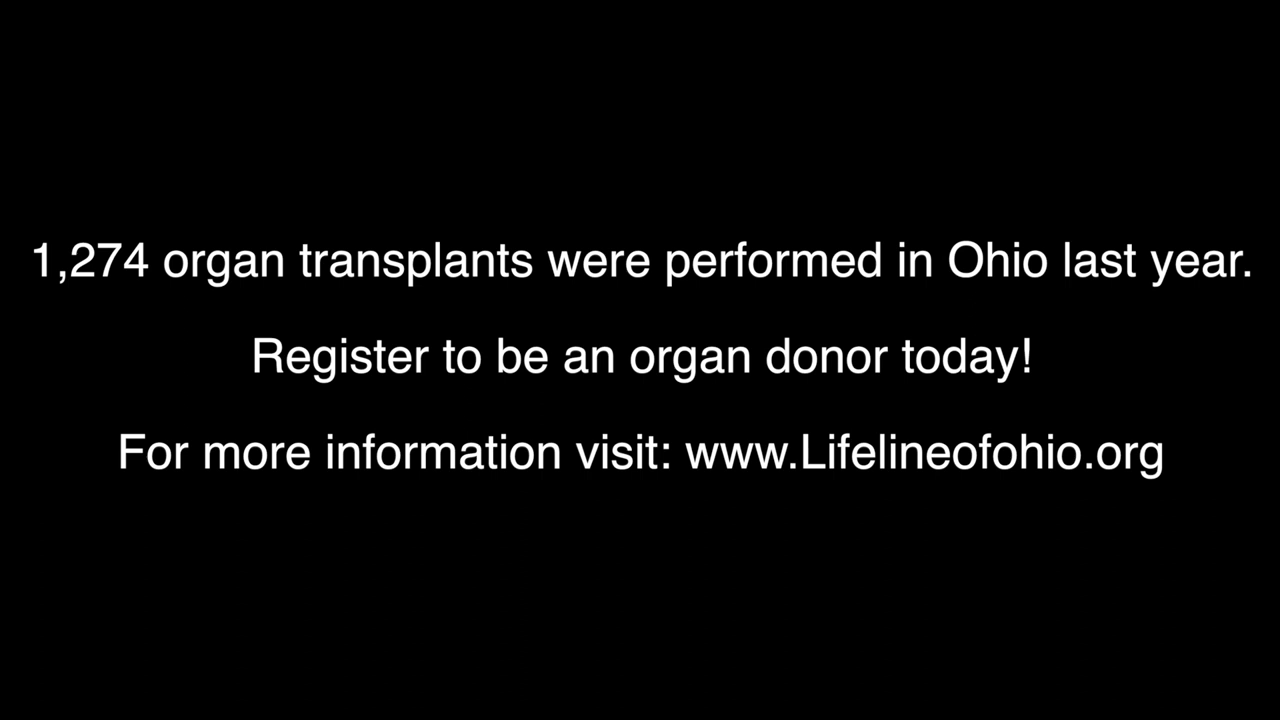 1,274 organ transplants were performed in Ohio last year.
Register to be an organ donor today!
For more information visit: www.Lifelineofohio.org